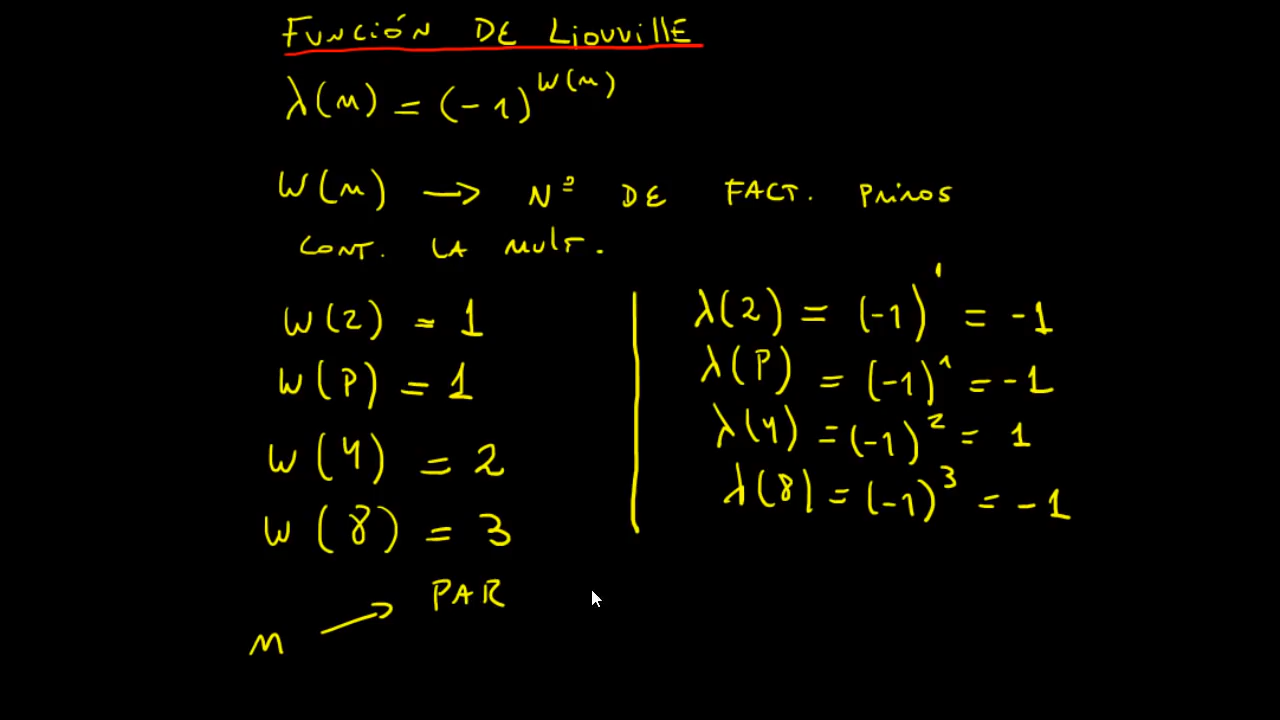 FUNCIÓN DE LIOUVILLE
λ(n) = (-1)^W(n)
W(n) → Nº DE FACT. PRIMOS
CONT. LA MULT.
W(2) = 1
W(P) = 1
W(4) = 2
W(8) = 3
λ(2) = (-1)^1 = -1
λ(P) = (-1)^1 = -1
λ(4) = (-1)^2 = 1
λ(8) = (-1)^3 = -1
n → PAR